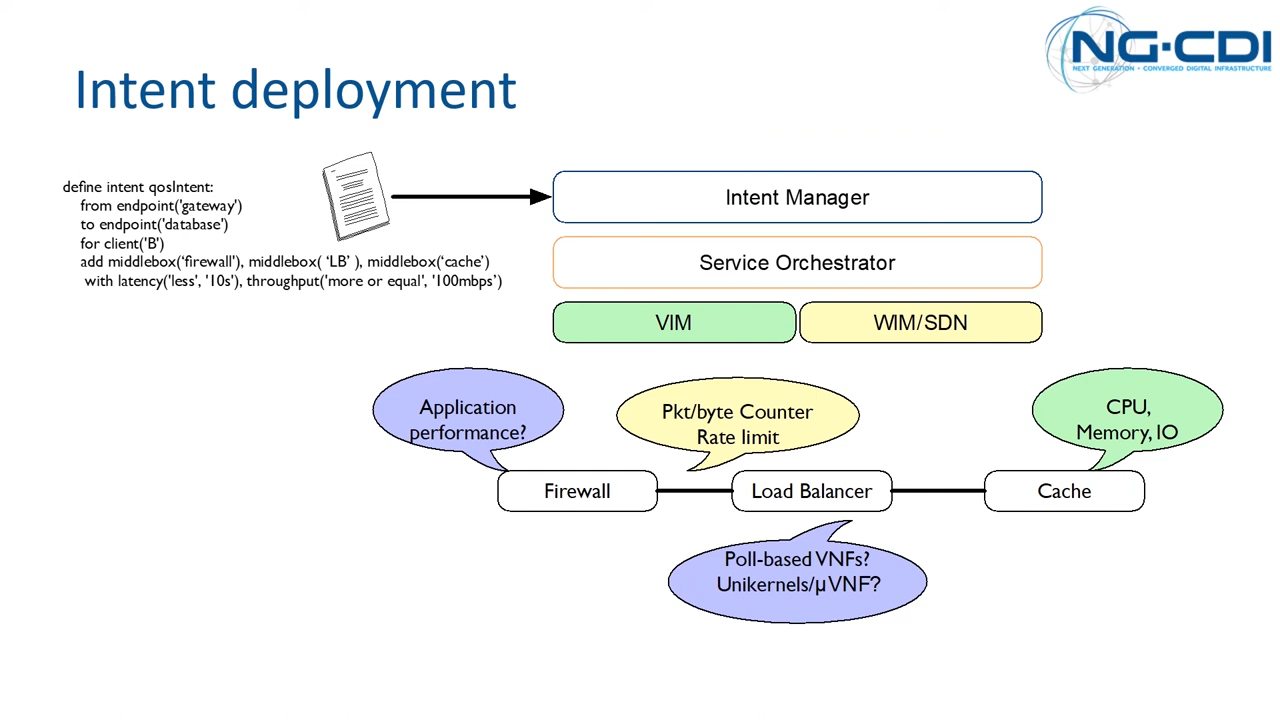 NG-CDI
NEXT GENERATION • CONVERGED DIGITAL INFRASTRUCTURE
Intent deployment
define intent qosIntent:
from endpoint('gateway')
to endpoint('database')
for client('B')
add middlebox(‘firewall'), middlebox( ‘LB’ ), middlebox(‘cache’)
with latency('less', '10s'), throughput('more or equal', '100mbps’)
Intent Manager
Service Orchestrator
VIM
WIM/SDN
Application
performance?
Pkt/byte Counter
Rate limit
CPU,
Memory, IO
Firewall
Load Balancer
Cache
Poll-based VNFs?
Unikernels/µVNF?